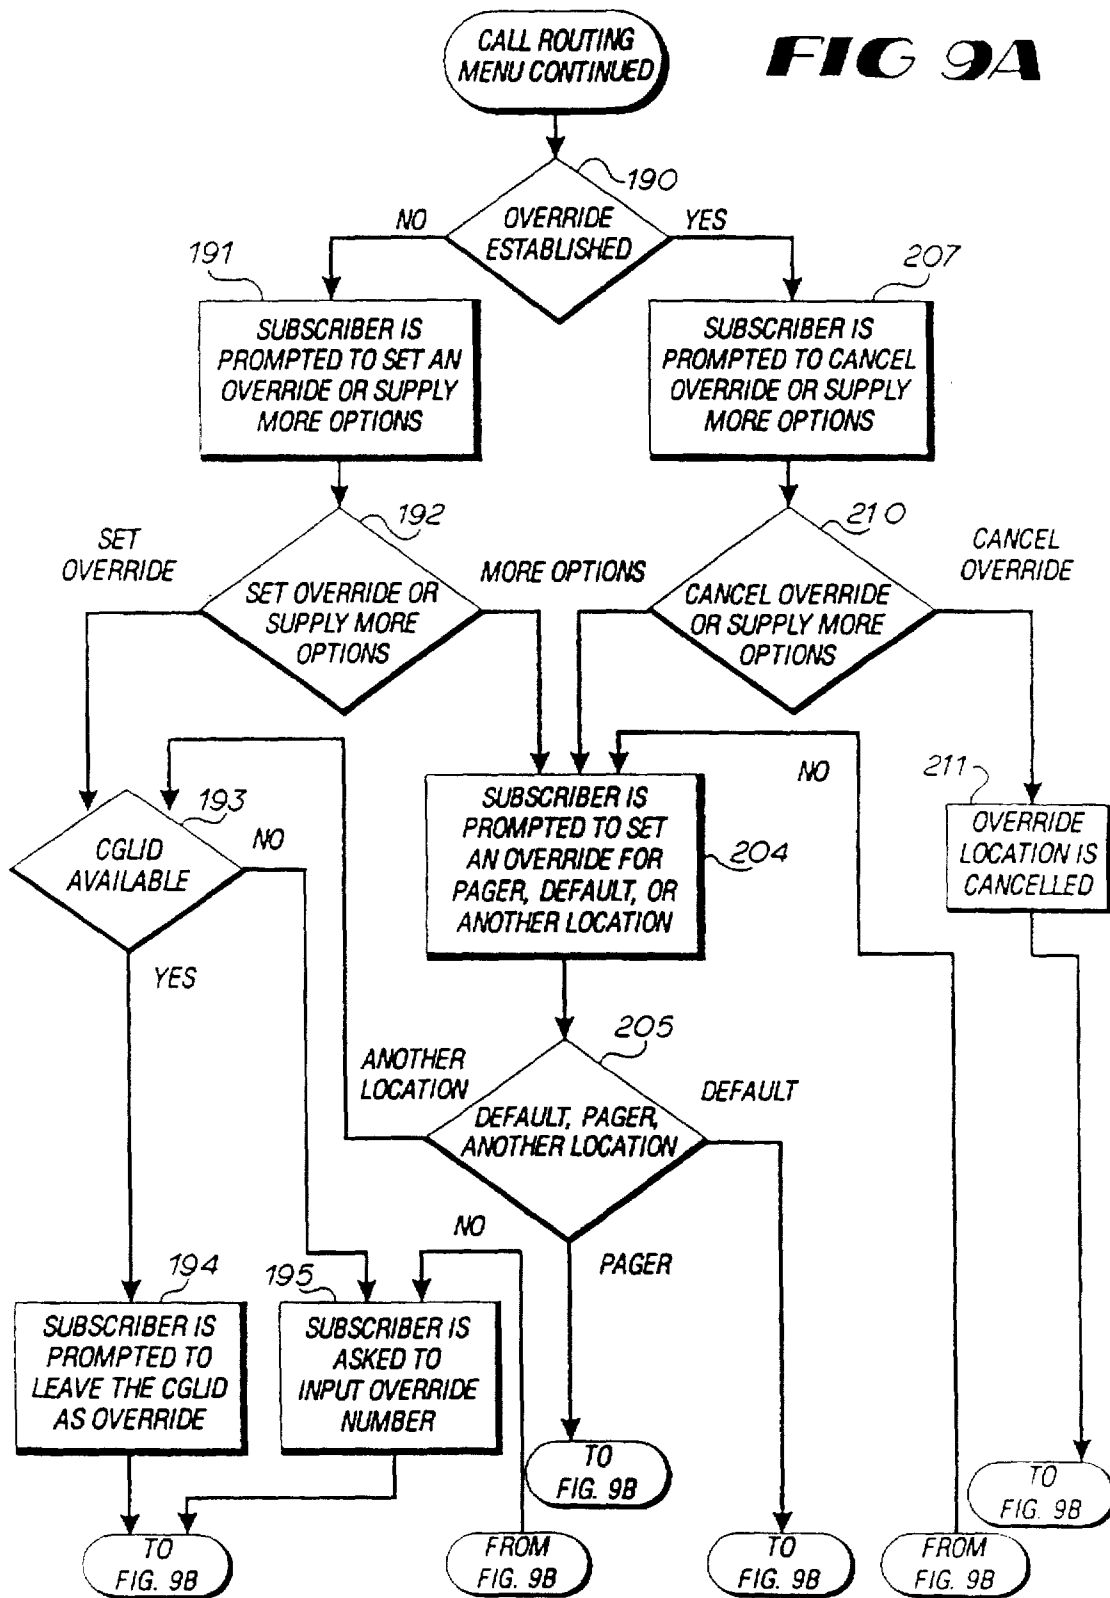 CALL ROUTING
MENU CONTINUED
FIG 9A
190
OVERRIDE
ESTABLISHED
NO
YES
191
SUBSCRIBER IS
PROMPTED TO SET AN
OVERRIDE OR SUPPLY
MORE OPTIONS
207
SUBSCRIBER IS
PROMPTED TO CANCEL
OVERRIDE OR SUPPLY
MORE OPTIONS
192
SET
OVERRIDE
SET OVERRIDE OR
SUPPLY MORE
OPTIONS
MORE OPTIONS
210
CANCEL OVERRIDE
OR SUPPLY MORE
OPTIONS
CANCEL
OVERRIDE
193
CGLID
AVAILABLE
NO
YES
SUBSCRIBER IS
PROMPTED TO SET
AN OVERRIDE FOR
PAGER, DEFAULT, OR
ANOTHER LOCATION
204
NO
211
OVERRIDE
LOCATION IS
CANCELLED
205
ANOTHER
LOCATION
DEFAULT, PAGER,
ANOTHER LOCATION
DEFAULT
PAGER
NO
194
SUBSCRIBER IS
PROMPTED TO
LEAVE THE CGLID
AS OVERRIDE
195
SUBSCRIBER IS
ASKED TO
INPUT OVERRIDE
NUMBER
TO
FIG. 9B
TO
FIG. 9B
TO
FIG. 9B
FROM
FIG. 9B
TO
FIG. 9B
FROM
FIG. 9B